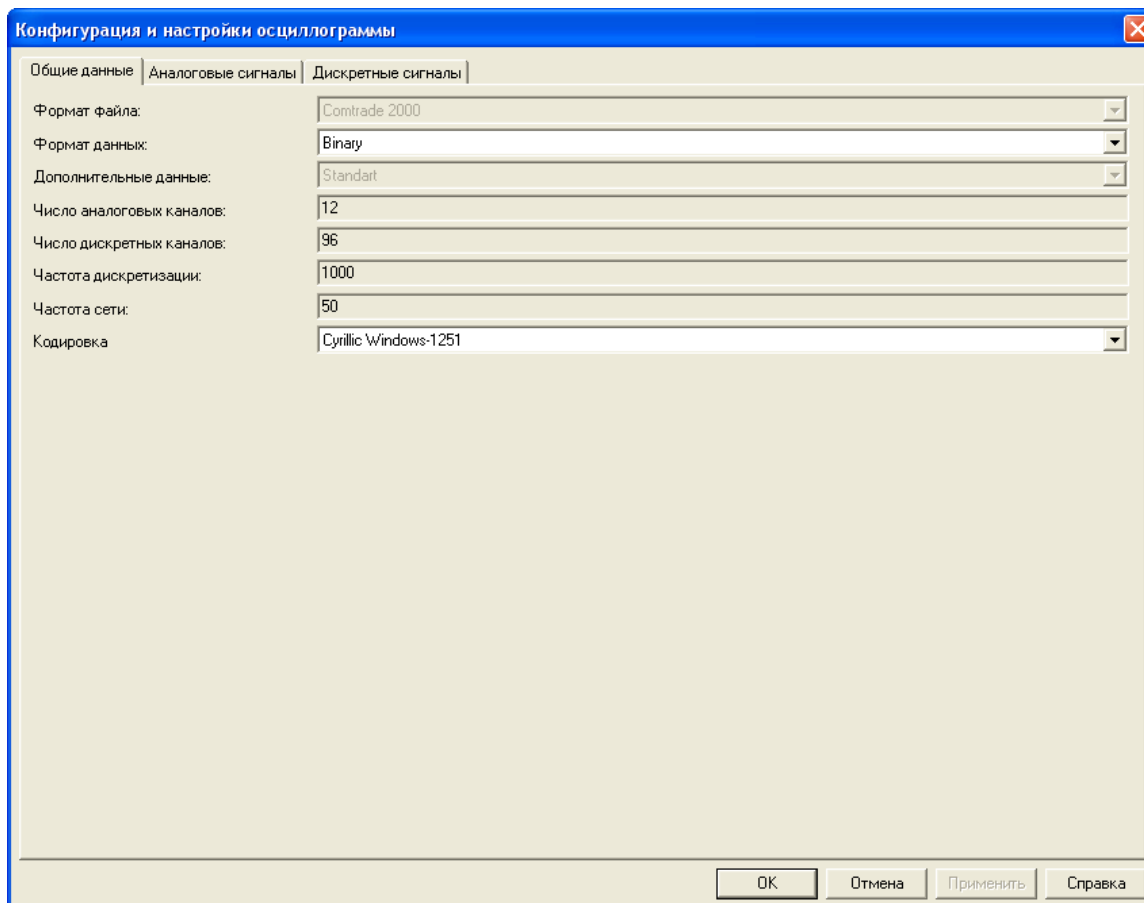 Конфигурация и настройки осциллограммы
Общие данные Аналоговые сигналы Дискретные сигналы
Формат файла: Comtrade 2000
Формат данных: Binary
Дополнительные данные: Standart
Число аналоговых каналов: 12
Число дискретных каналов: 96
Частота дискретизации: 1000
Частота сети: 50
Кодировка Cyrillic Windows-1251
OK Отмена Применить Справка